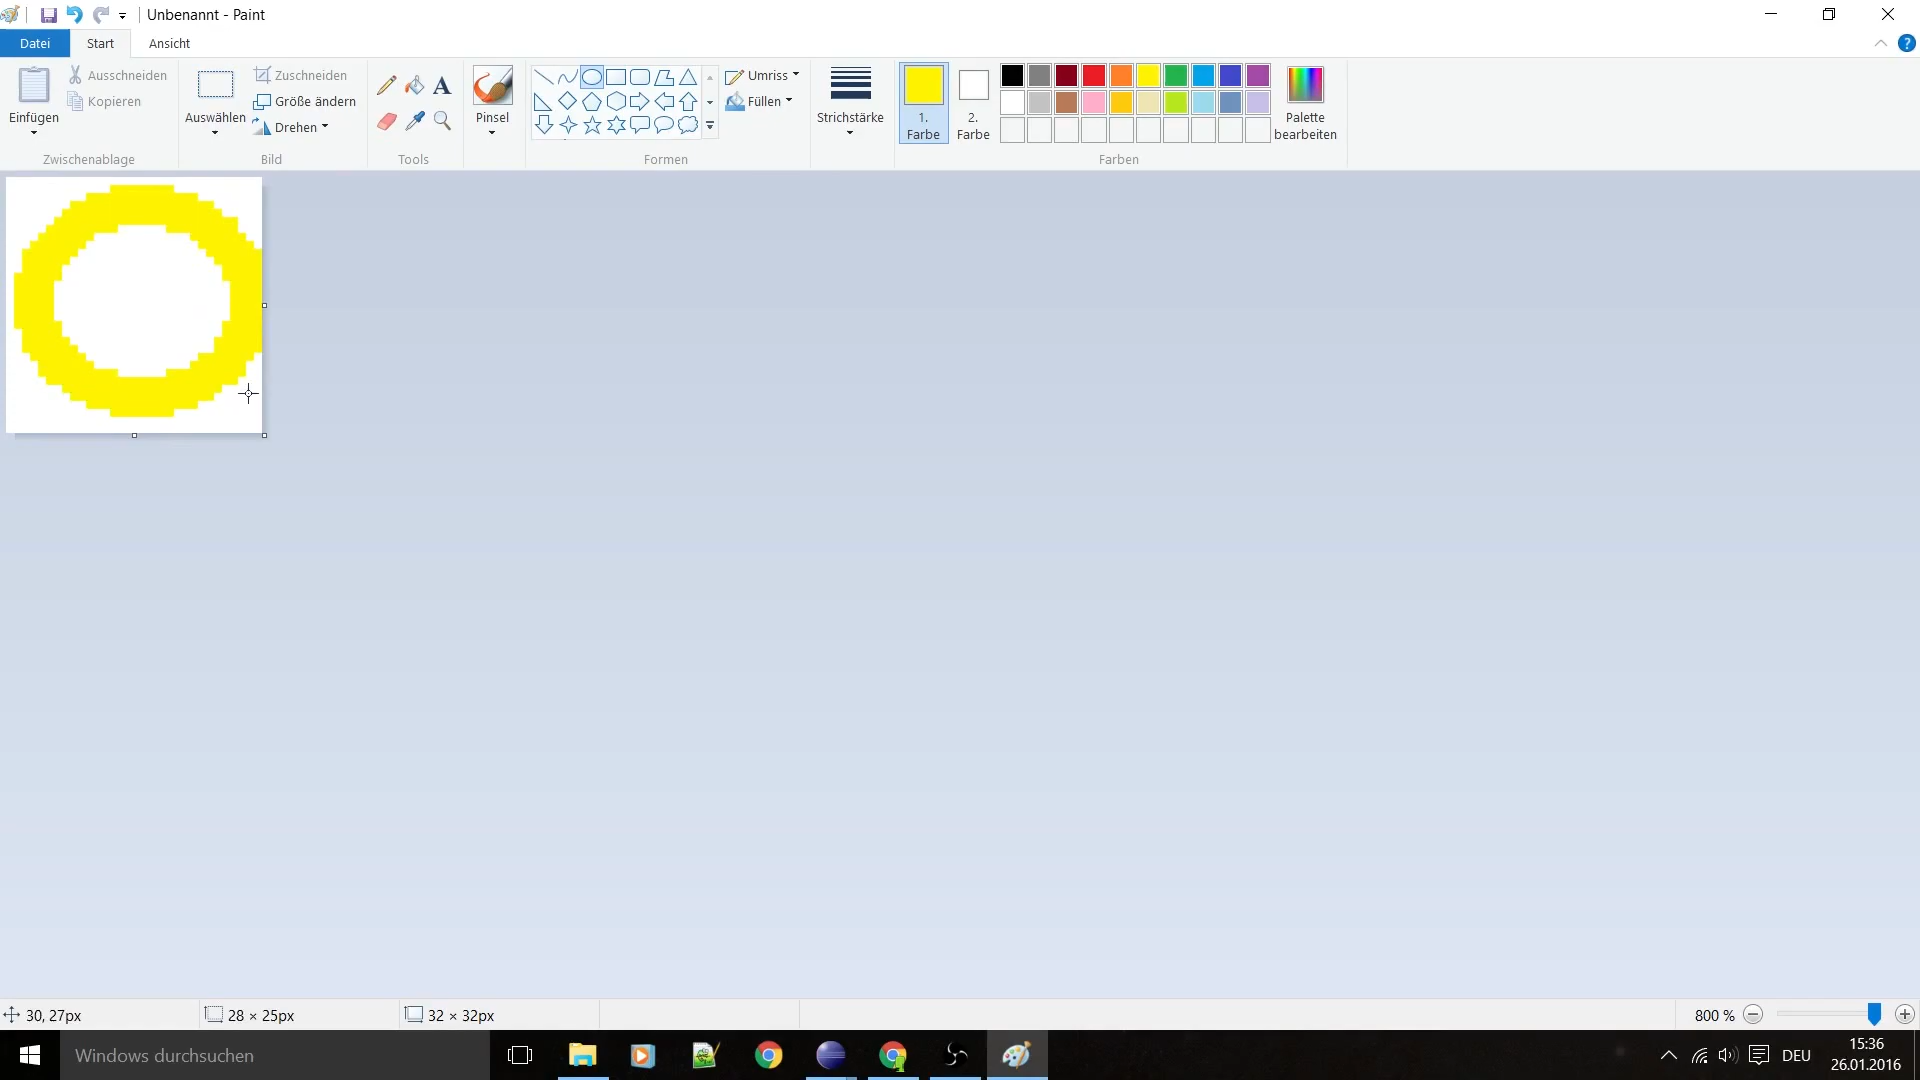 Unbenannt - Paint
Datei Start Ansicht
Einfügen
Ausschneiden
Kopieren
Zwischenablage
Auswählen
Zuschneiden
Größe ändern
Drehen
Bild
A
Tools
Pinsel
Umriss
Füllen
Formen
Strichstärke
1.
Farbe
2.
Farbe
Palette
bearbeiten
Farben
?
30, 27px
28 × 25px
32 × 32px
800 %
Windows durchsuchen
DEU
15:36
26.01.2016